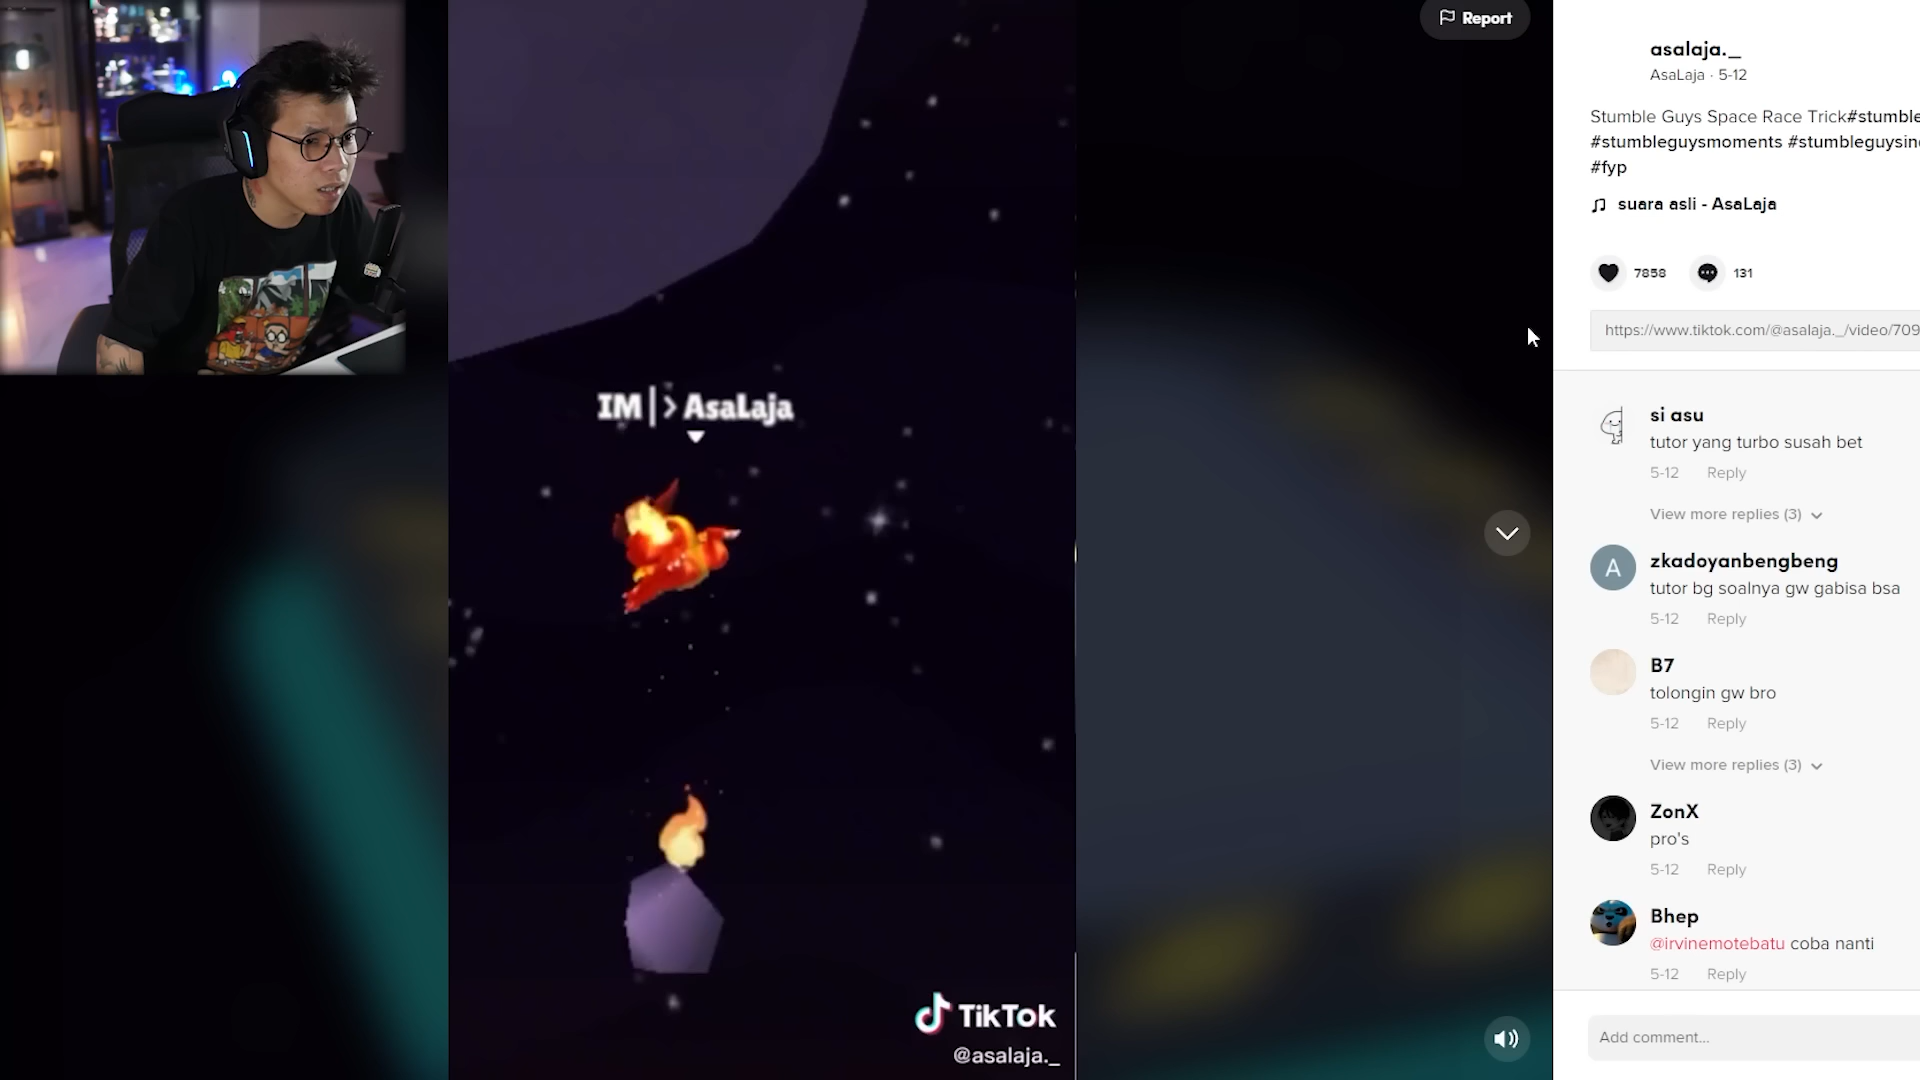 Report
asalaja._
AsaLaja · 5-12
Stumble Guys Space Race Trick#stumble
#stumbleguysmoments #stumbleguysin
#fyp
suara asli - AsaLaja
7858
131
https://www.tiktok.com/@asalaja._/video/709
IM|> AsaLaja
si asu
tutor yang turbo susah bet
5-12 Reply
View more replies (3)
A
zkadoyanbengbeng
tutor bg soalnya gw gabisa bsa
5-12 Reply
B7
tolongin gw bro
5-12 Reply
View more replies (3)
ZonX
pro's
5-12 Reply
Bhep
@irvinemotebatu coba nanti
5-12 Reply
TikTok
@asalaja._
Add comment...